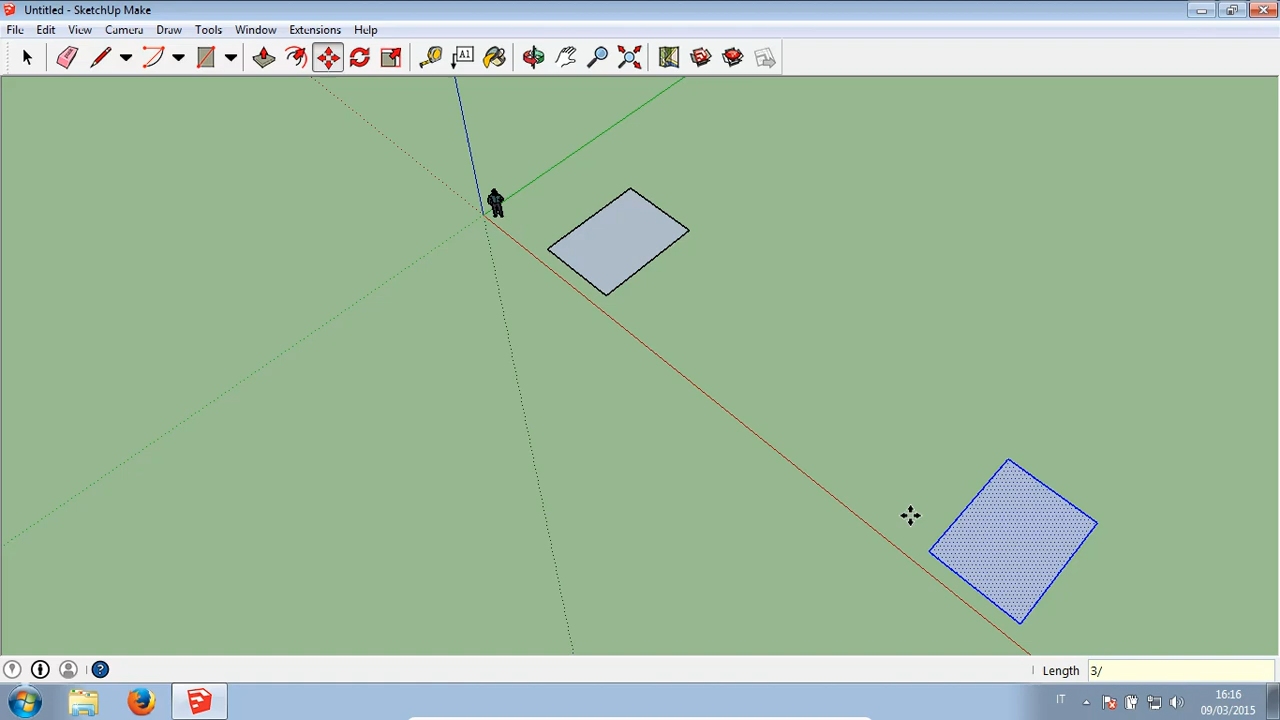 Untitled - SketchUp Make
File Edit View Camera Draw Tools Window Extensions Help
A1
Length 3/
IT 16:16
09/03/2015